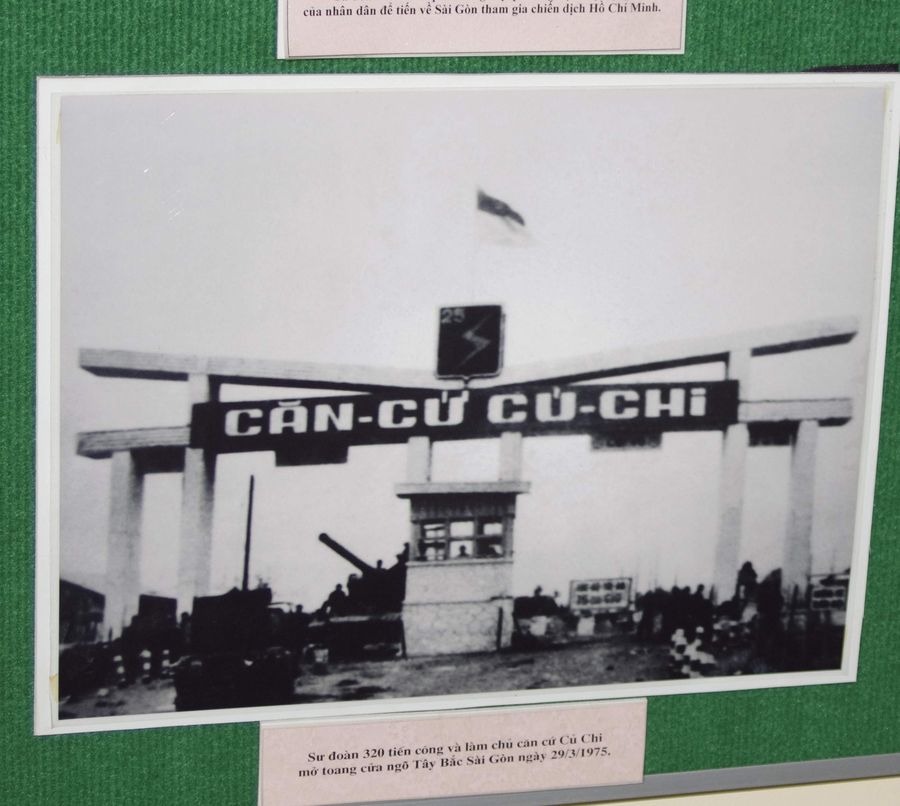 của nhân dân để tiến về Sài Gòn tham gia chiến dịch Hồ Chí Minh.
25
CĂN-CỨ CỦ-CHi
Sư đoàn 320 tiến công và làm chủ căn cứ Củ Chi
mở toang cửa ngõ Tây Bắc Sài Gòn ngày 29/3/1975.